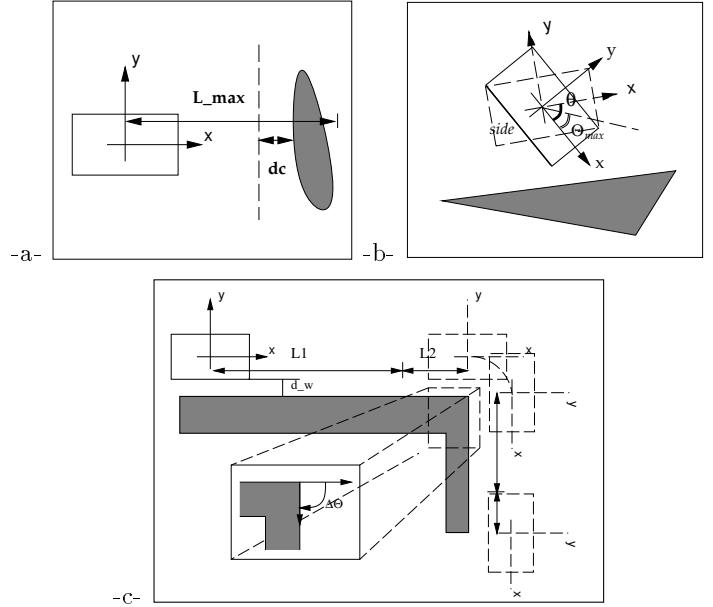 y
L_max
x
dc
-a-
y
y
x
θ
side
Θmax
x
-b-
y
x
L1
L2
d_w
y
x
y
x
ΔΘ
y
x
-c-